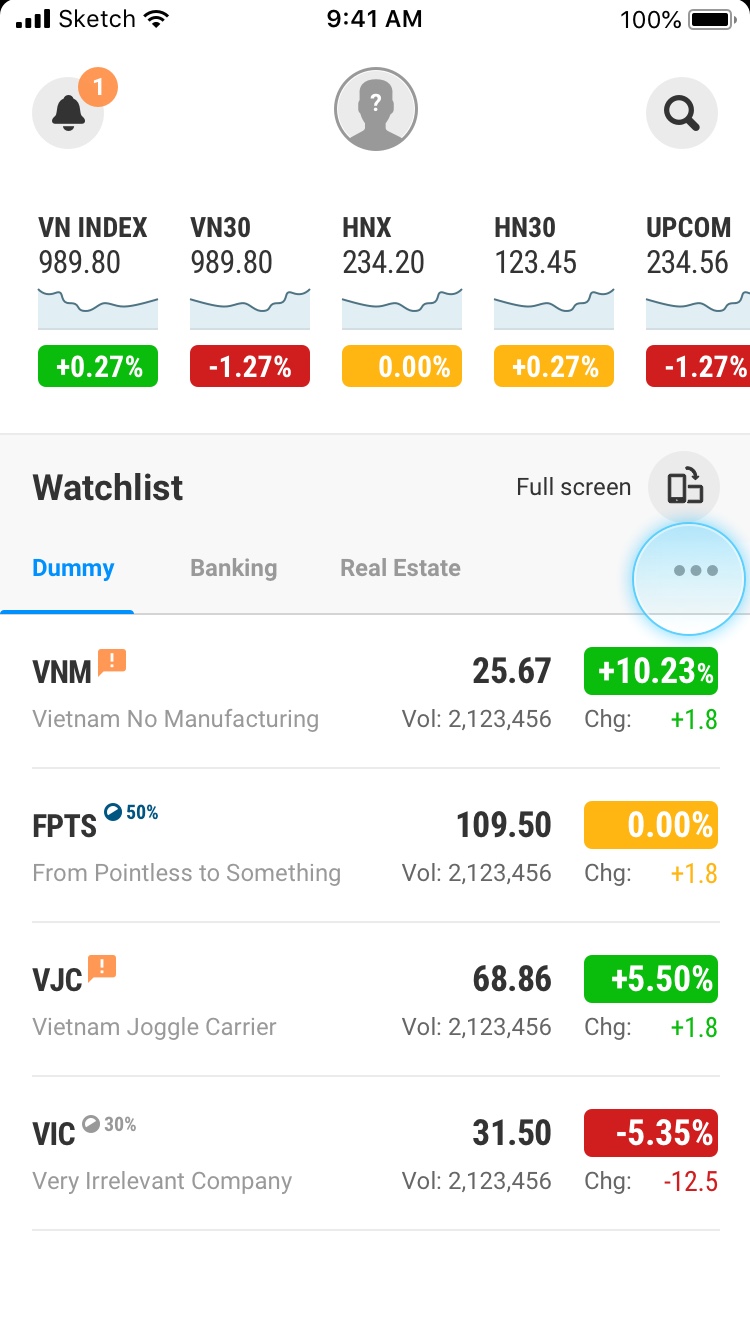 Sketch 9:41 AM 100%
1
?
VN INDEX VN30 HNX HN30 UPCOM
989.80 989.80 234.20 123.45 234.56
+0.27% -1.27% 0.00% +0.27% -1.27%
Watchlist Full screen
Dummy Banking Real Estate
VNM ! 25.67 +10.23%
Vietnam No Manufacturing Vol: 2,123,456 Chg: +1.8
FPTS 50% 109.50 0.00%
From Pointless to Something Vol: 2,123,456 Chg: +1.8
VJC ! 68.86 +5.50%
Vietnam Joggle Carrier Vol: 2,123,456 Chg: +1.8
VIC 30% 31.50 -5.35%
Very Irrelevant Company Vol: 2,123,456 Chg: -12.5